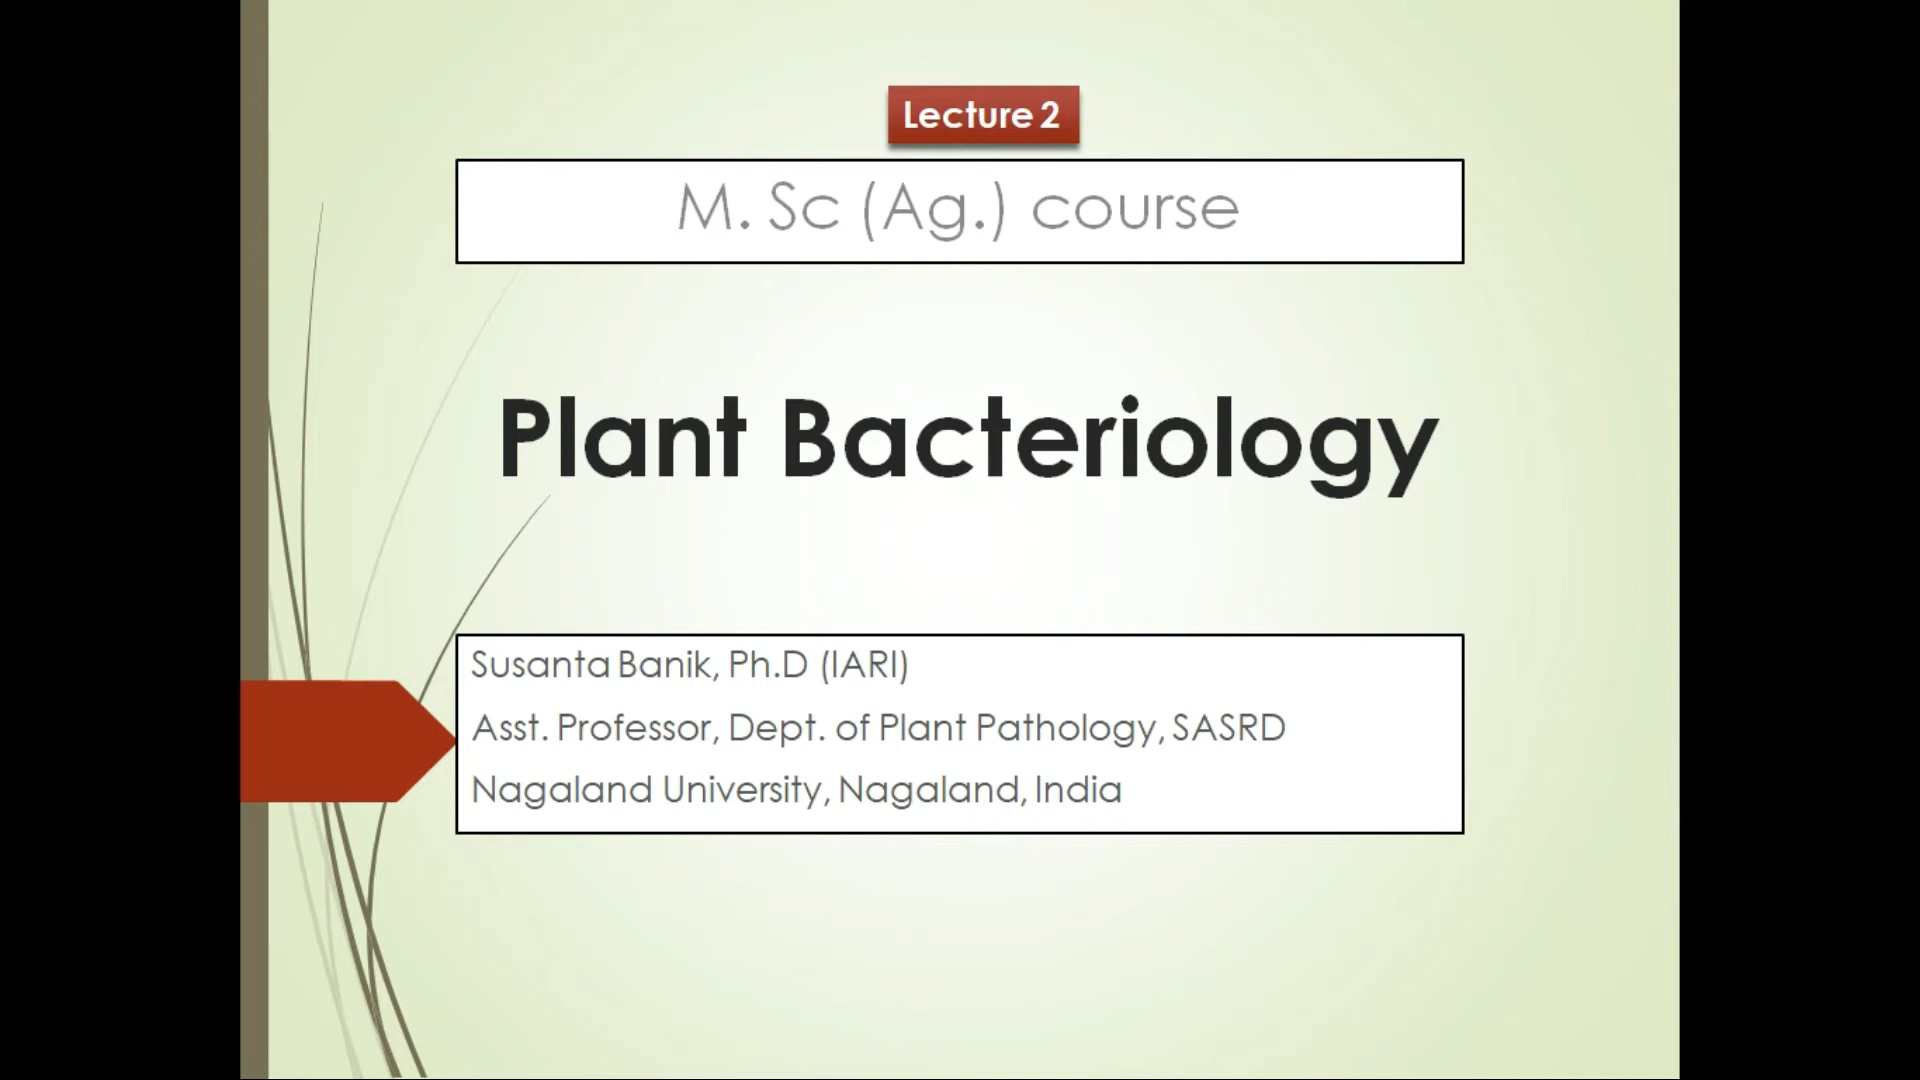 Lecture 2
M. Sc (Ag.) course
Plant Bacteriology
Susanta Banik, Ph.D (IARI)
Asst. Professor, Dept. of Plant Pathology, SASRD
Nagaland University, Nagaland, India